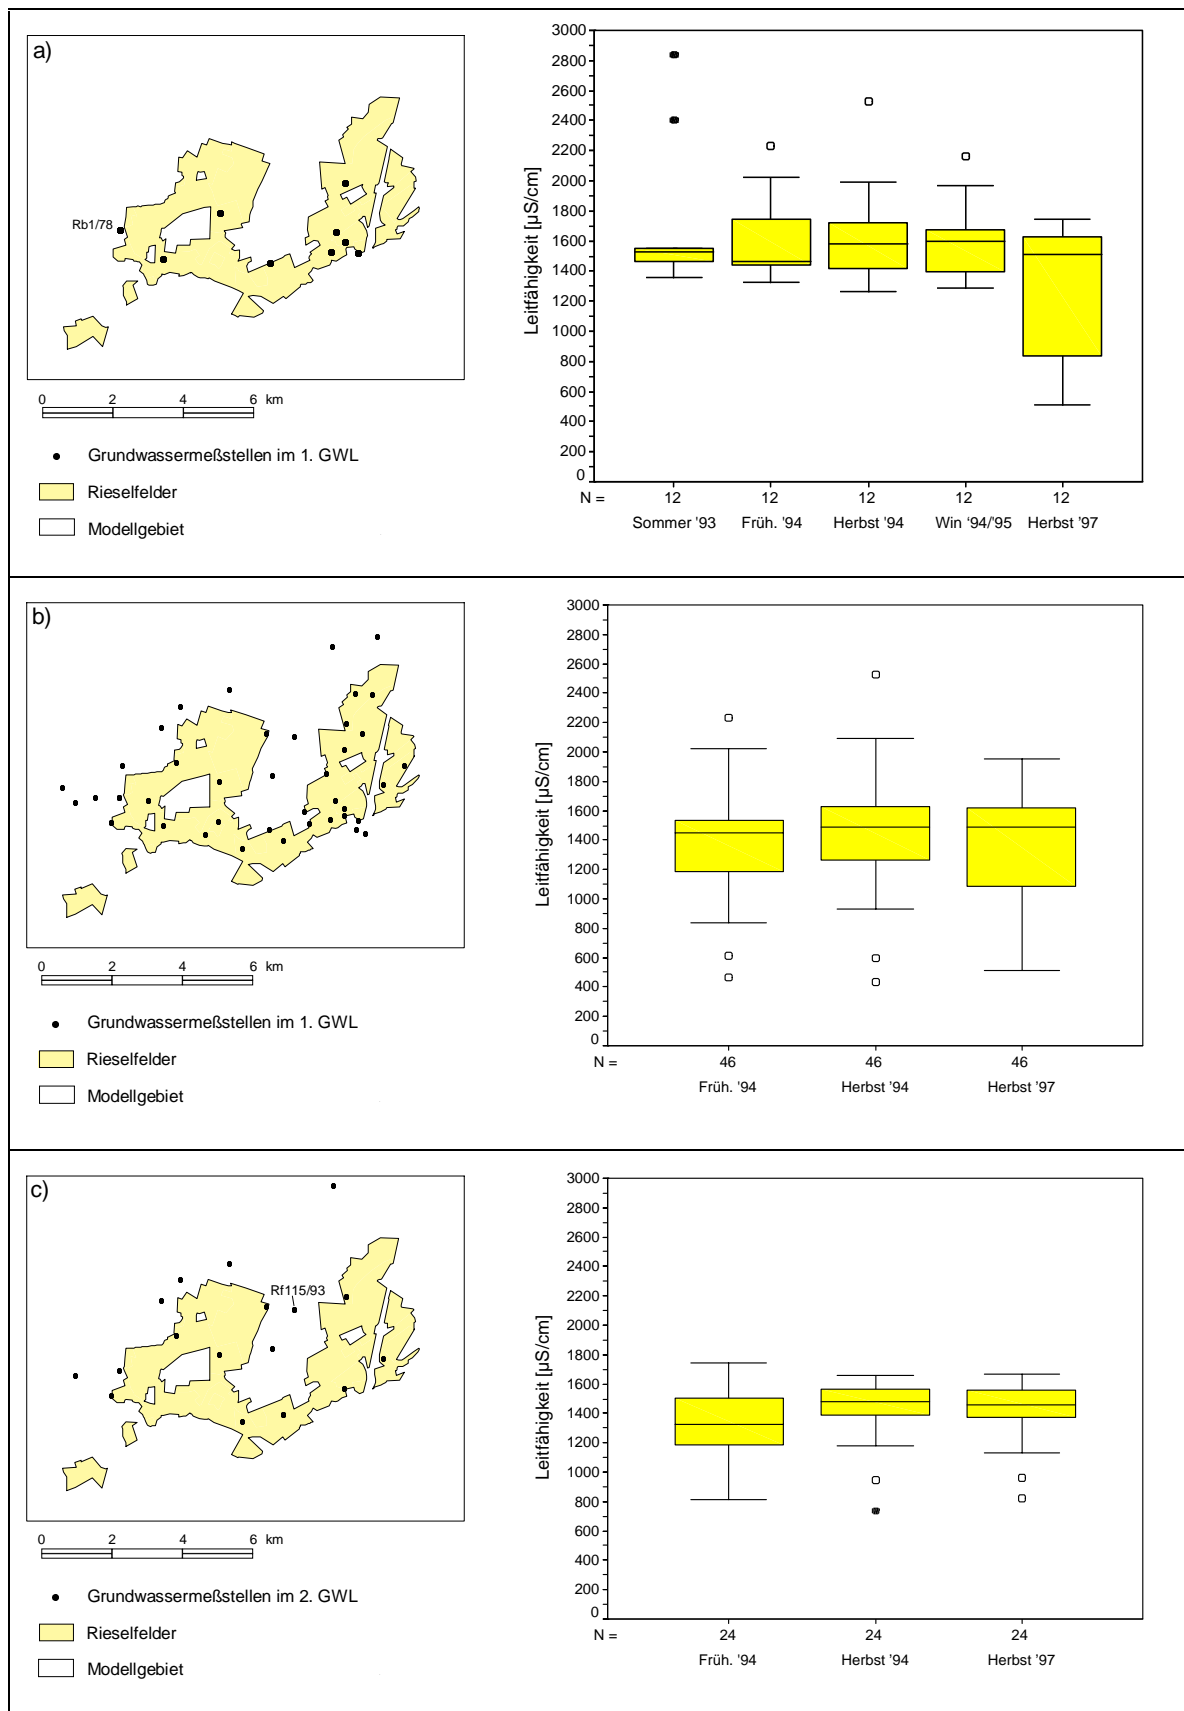 a)
Rb1/78
0 2 4 6 km
Grundwassermeßstellen im 1. GWL
Rieselfelder
Modellgebiet
Leitfähigkeit [µS/cm]
3000
2800
2600
2400
2200
2000
1800
1600
1400
1200
1000
800
600
400
200
0
N = 12 12 12 12 12
Sommer '93 Früh. '94 Herbst '94 Win '94/'95 Herbst '97
b)
0 2 4 6 km
Grundwassermeßstellen im 1. GWL
Rieselfelder
Modellgebiet
Leitfähigkeit [µS/cm]
3000
2800
2600
2400
2200
2000
1800
1600
1400
1200
1000
800
600
400
200
0
N = 46 46 46
Früh. '94 Herbst '94 Herbst '97
c)
Rf115/93
0 2 4 6 km
Grundwassermeßstellen im 2. GWL
Rieselfelder
Modellgebiet
Leitfähigkeit [µS/cm]
3000
2800
2600
2400
2200
2000
1800
1600
1400
1200
1000
800
600
400
200
0
N = 24 24 24
Früh. '94 Herbst '94 Herbst '97